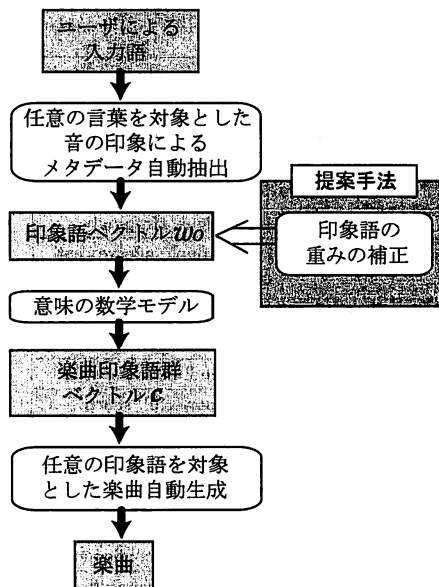 ユーザによる
入力語
任意の言葉を対象とした
音の印象による
メタデータ自動抽出
提案手法
印象語の
重みの補正
印象語ベクトルwo
意味の数学モデル
楽曲印象語群
ベクトルc
任意の印象語を対象
とした楽曲自動生成
楽曲